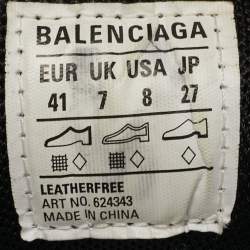 BALENCIAGA
EUR UK USA JP
41 7 8 27
LEATHERFREE
ART NO. 624343
MADE IN CHINA